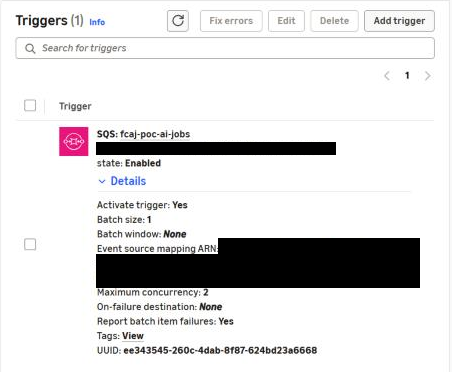 Triggers (1) Info
Fix errors
Edit
Delete
Add trigger
Search for triggers
1
Trigger
SQS: fcaj-poc-ai-jobs
state: Enabled
Details
Activate trigger: Yes
Batch size: 1
Batch window: None
Event source mapping ARN:
Maximum concurrency: 2
On-failure destination: None
Report batch item failures: Yes
Tags: View
UUID: ee343545-260c-4dab-8f87-624bd23a6668